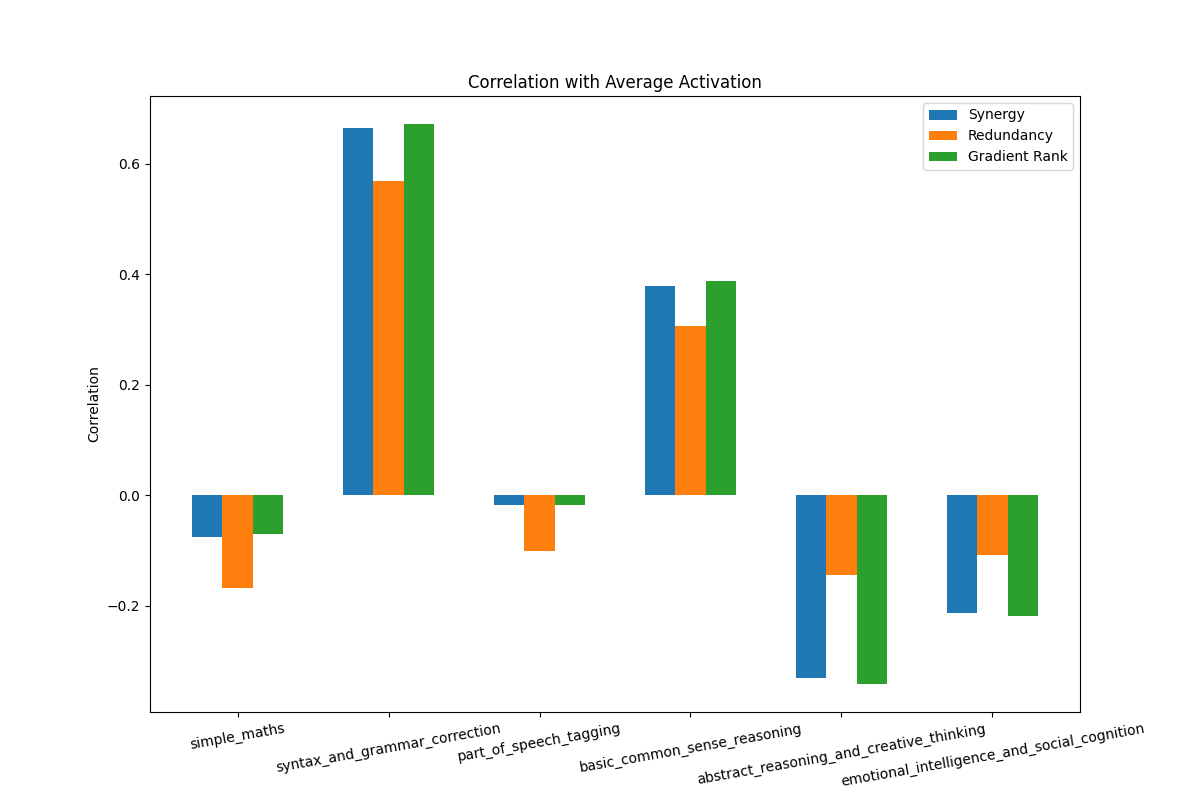 Correlation with Average Activation
Synergy
Redundancy
Gradient Rank
Correlation
0.6
0.4
0.2
0.0
−0.2
simple_maths
syntax_and_grammar_correction
part_of_speech_tagging
basic_common_sense_reasoning
abstract_reasoning_and_creative_thinking
emotional_intelligence_and_social_cognition